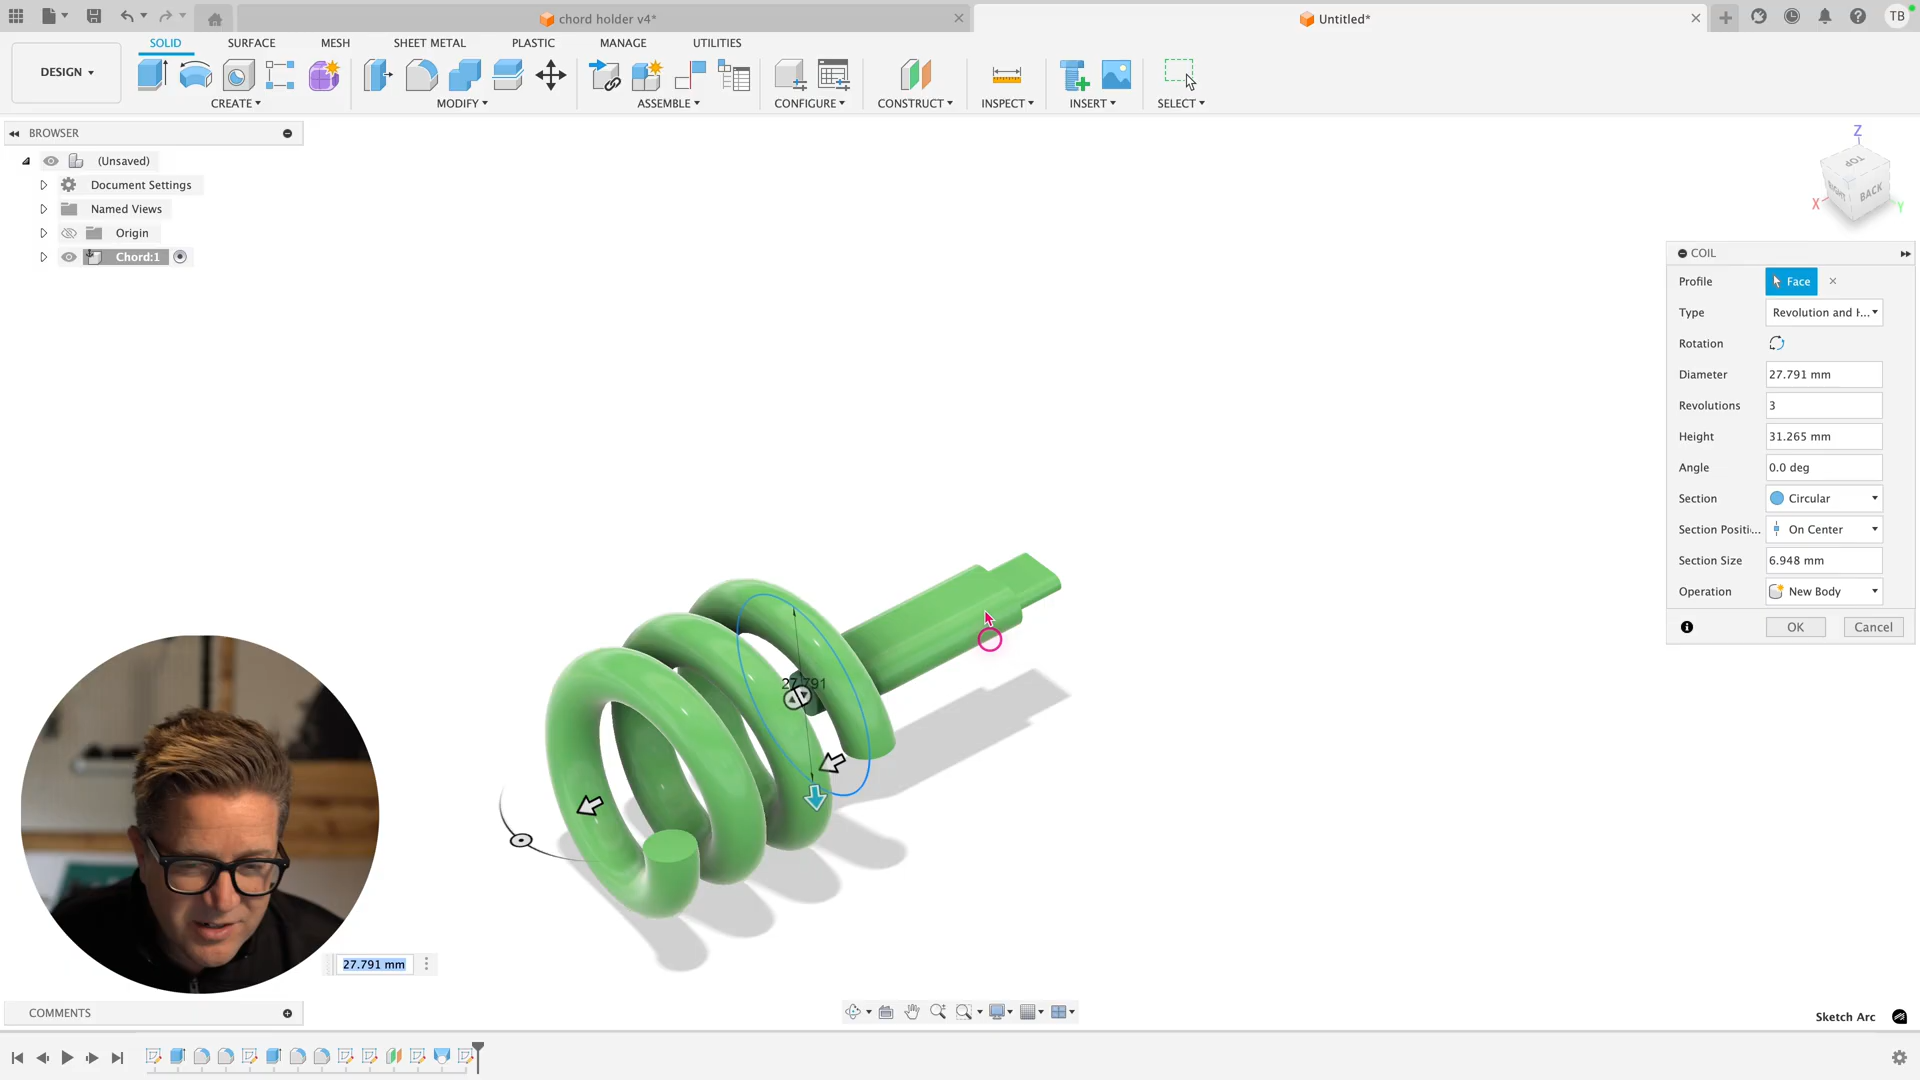 chord holder v4*
Untitled*
TB
DESIGN
SOLID
SURFACE
MESH
SHEET METAL
PLASTIC
MANAGE
UTILITIES
CREATE
MODIFY
ASSEMBLE
CONFIGURE
CONSTRUCT
INSPECT
INSERT
SELECT
BROWSER
(Unsaved)
Document Settings
Named Views
Origin
Chord:1
Z
TOP
RIGHT
BACK
X
Y
COIL
Profile Face
Type Revolution and H...
Rotation
Diameter 27.791 mm
Revolutions 3
Height 31.265 mm
Angle 0.0 deg
Section Circular
Section Positi... On Center
Section Size 6.948 mm
Operation New Body
OK Cancel
27.791
27.791 mm
COMMENTS
Sketch Arc